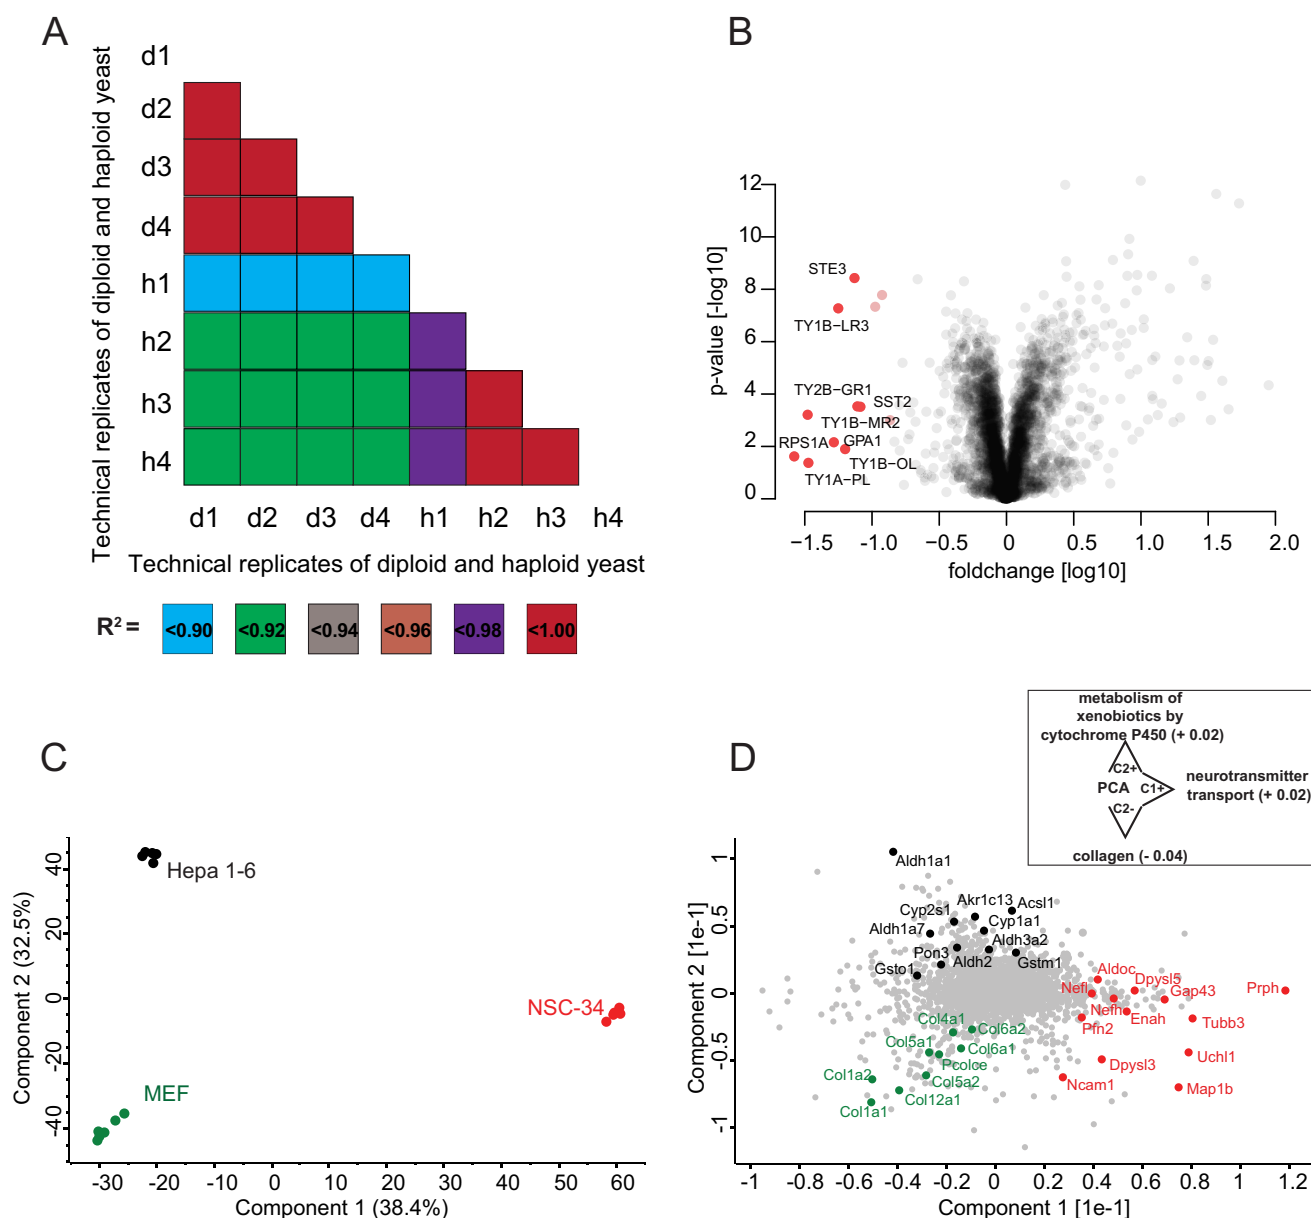 A
Technical replicates of diploid and haploid yeast
d1
d2
d3
d4
h1
h2
h3
h4
d1 d2 d3 d4 h1 h2 h3 h4
Technical replicates of diploid and haploid yeast
R² = <0.90 <0.92 <0.94 <0.96 <0.98 <1.00
B
p-value [-log10]
12
10
8
6
4
2
0
STE3
TY1B−LR3
TY2B−GR1
SST2
TY1B−MR2
RPS1A
GPA1
TY1B−OL
TY1A−PL
−1.5 −1.0 −0.5 0 0.5 1.0 1.5 2.0
foldchange [log10]
C
Component 2 (32.5%)
40
20
0
-20
-40
Hepa 1-6
NSC-34
MEF
-30 -20 -10 0 10 20 30 40 50 60
Component 1 (38.4%)
D
metabolism of
xenobiotics by
cytochrome P450 (+ 0.02)
C2+
PCA C1+
C2-
neurotransmitter
transport (+ 0.02)
collagen (- 0.04)
Component 2 [1e-1]
1
0.5
0
-0.5
-1
Aldh1a1
Akr1c13
Acsl1
Cyp2s1
Cyp1a1
Aldh1a7
Aldh3a2
Pon3
Aldh2
Gstm1
Gsto1
Aldoc
Dpysl5
Nefl
Gap43
Prph
Nefh
Enah
Pfn2
Tubb3
Uchl1
Dpysl3
Ncam1
Map1b
Col4a1
Col6a2
Col5a1
Col6a1
Pcolce
Col1a2
Col5a2
Col12a1
Col1a1
-1 -0.8 -0.6 -0.4 -0.2 0 0.2 0.4 0.6 0.8 1 1.2
Component 1 [1e-1]